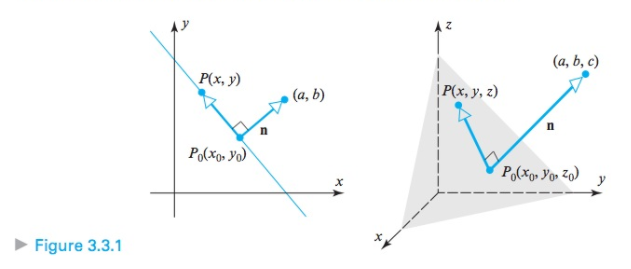 y
P(x, y)
(a, b)
n
P0(x0, y0)
x
z
(a, b, c)
P(x, y, z)
n
P0(x0, y0, z0)
y
x
▶ Figure 3.3.1